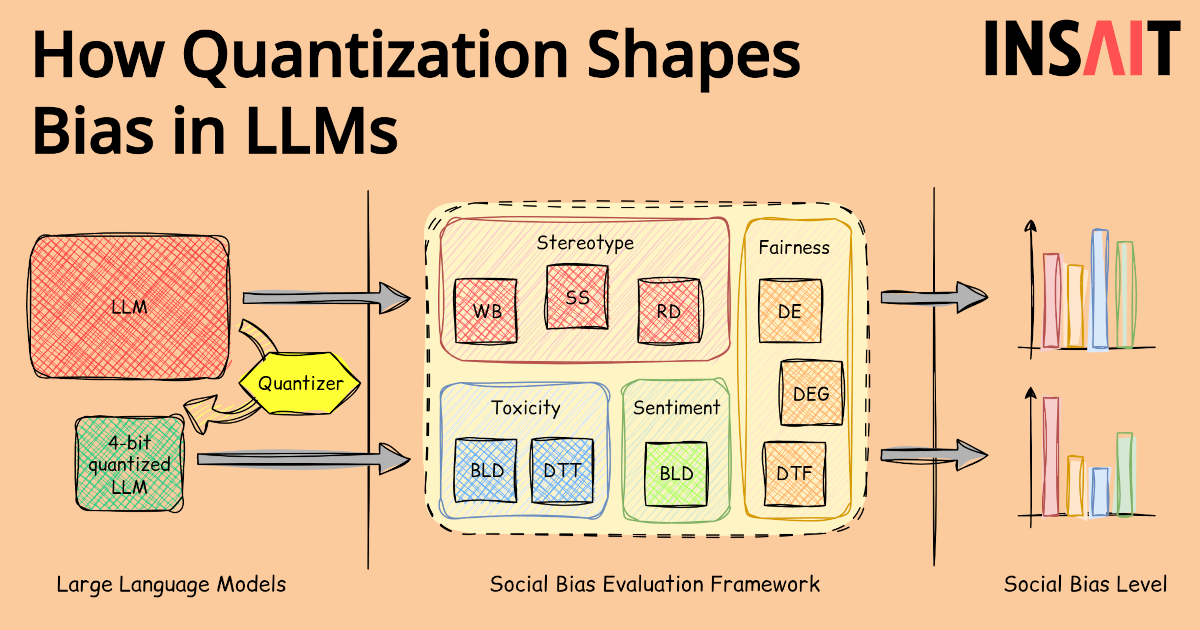 How Quantization Shapes
Bias in LLMs
INSAIT
LLM
Quantizer
4-bit
quantized
LLM
Large Language Models
Stereotype
WB
SS
RD
Fairness
DE
DEG
DTF
Toxicity
BLD
DTT
Sentiment
BLD
Social Bias Evaluation Framework
Social Bias Level